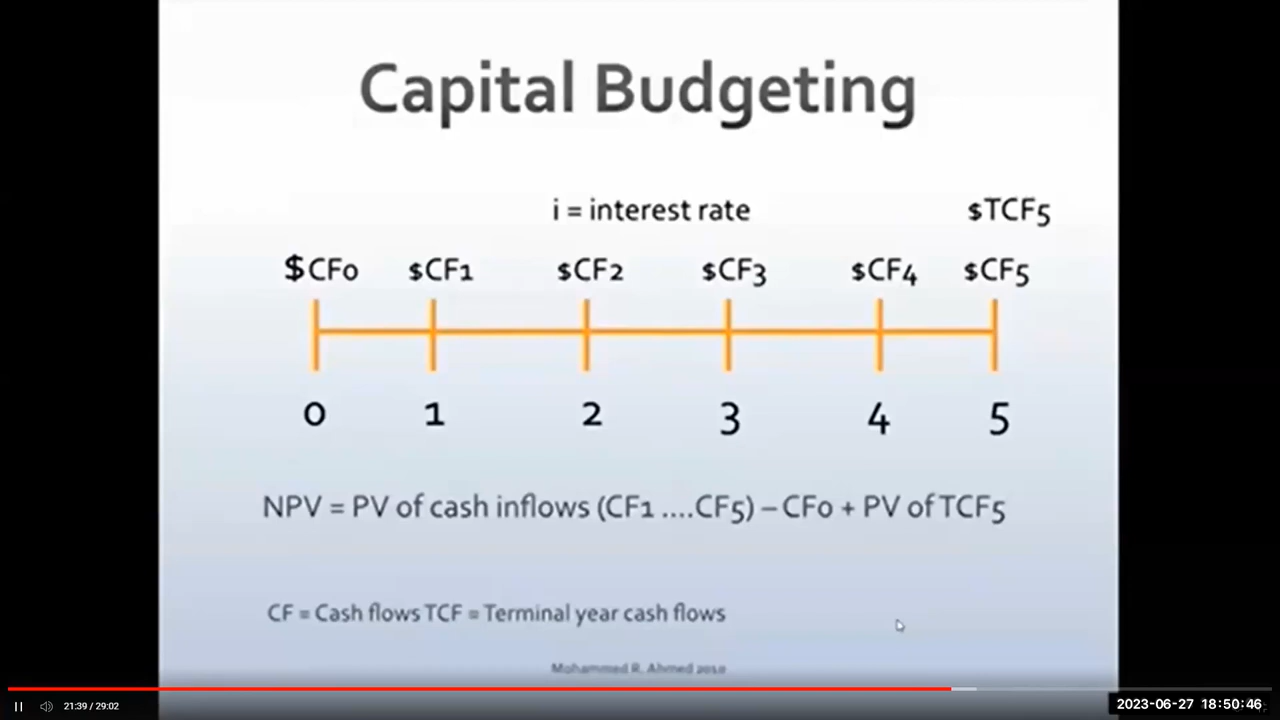 Capital Budgeting
i = interest rate $TCF5
$CF0 $CF1 $CF2 $CF3 $CF4 $CF5
0 1 2 3 4 5
NPV = PV of cash inflows (CF1 ....CF5) – CF0 + PV of TCF5
CF = Cash flows TCF = Terminal year cash flows
Mohammed R. Ahmed 2010
21:39 / 29:02
2023-06-27 18:50:46